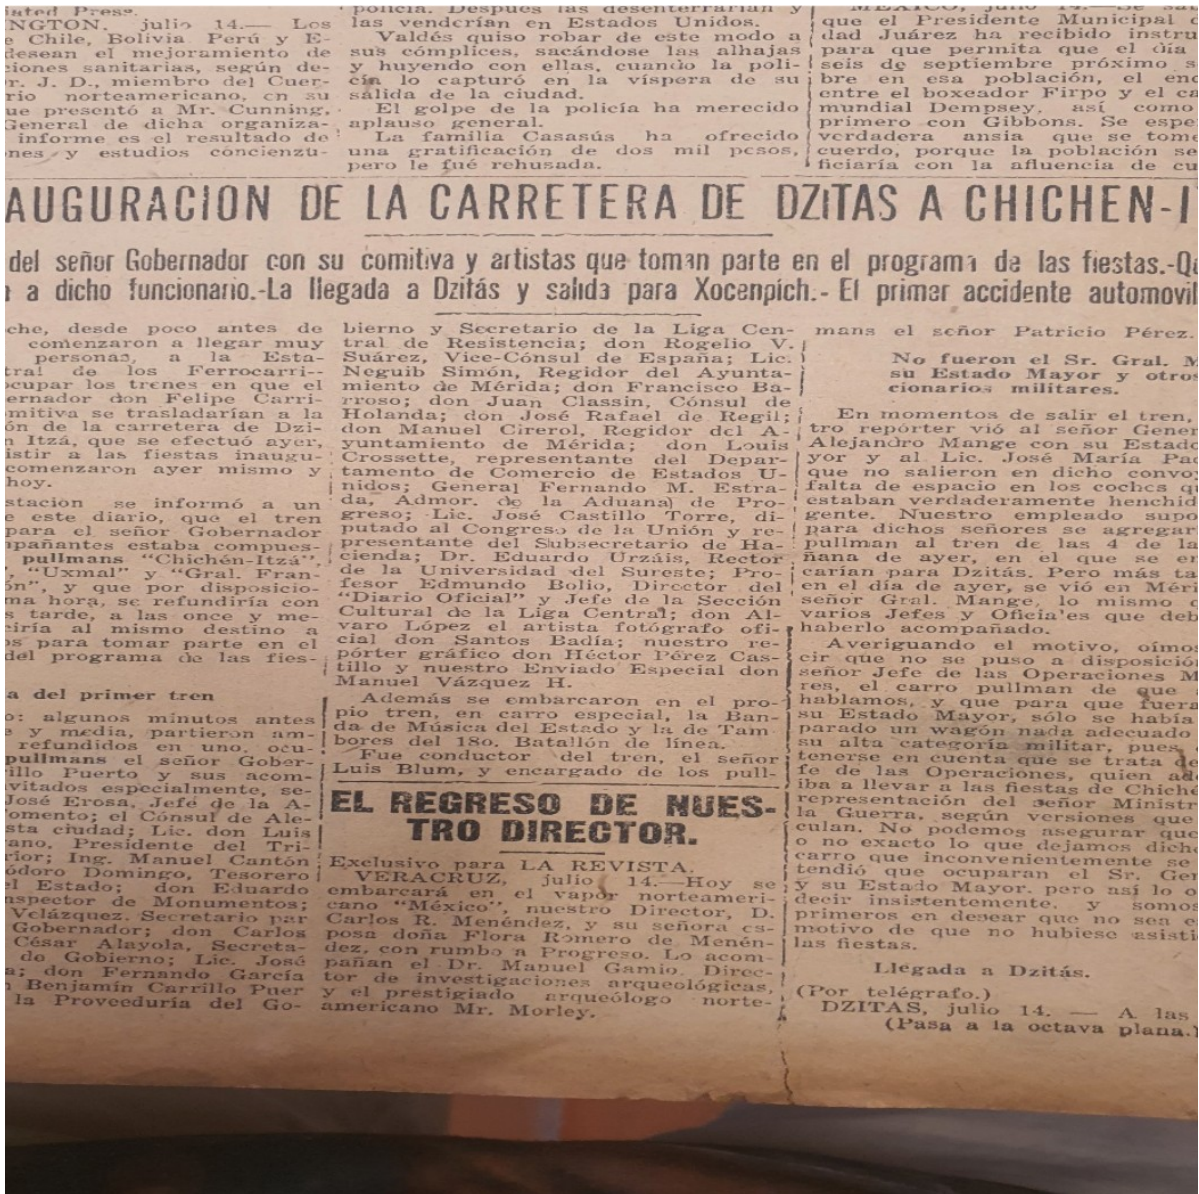 ated Press.
NGTON, julio 14.— Los
e Chile, Bolivia Perú y E-
desean el mejoramiento de
ciones sanitarias, según de-
r. J. D., miembro del Cuer-
rio norteamericano, en su
ue presentó a Mr. Cunning,
General de dicha organiza-
informe es el resultado de
nes y estudios concienzu-
policía. Después las desenterrarían y
las venderían en Estados Unidos.
Valdés quiso robar de este modo a
sus cómplices, sacándose las alhajas
y huyendo con ellas, cuando la poli-
cía lo capturó en la víspera de su
salida de la ciudad.
El golpe de la policía ha merecido
aplauso general.
La familia Casasús ha ofrecido
una gratificación de dos mil pesos,
pero le fué rehusada.
MEXICO, julio 14.—Se sa
que el Presidente Municipal d
dad Juárez ha recibido instru
para que permita que el día
seis de septiembre próximo s
bre en esa población, el enc
entre el boxeador Firpo y el ca
mundial Dempsey, así como
primero con Gibbons. Se espe
verdadera ansia que se tom
cuerdo, porque la población se
ficiaría con la afluencia de cu
AUGURACION DE LA CARRETERA DE DZITAS A CHICHEN-I
del señor Gobernador con su comitiva y artistas que toman parte en el programa de las fiestas.-Qu
a a dicho funcionario.-La llegada a Dzitás y salida para Xocenpich.- El primer accidente automovil
che, desde poco antes de
comenzaron a llegar muy
personas, a la Esta-
tral de los Ferrocarri-
ocupar los trenes en que el
ernador don Felipe Carri-
omitiva se trasladarían a la
ón de la carretera de Dzi-
n Itzá, que se efectuó ayer,
istir a las fiestas inaugu-
comenzaron ayer mismo y
hoy.
stación se informó a un
e este diario, que el tren
para el señor Gobernador
mpañantes estaba compues-
pullmans "Chichén-Itzá",
", "Uxmal" y "Gral. Fran-
ón", y que por disposicio-
ma hora, se refundiría con
s tarde, a las once y me-
ciría al mismo destino a
s para tomar parte en el
del programa de las fies-
a del primer tren
o: algunos minutos antes
e y media, partieron am-
refundidos en uno, ocu-
pullmans el señor Gober-
illo Puerto y sus acom-
vitados especialmente, se-
José Erosa, Jefe de la A-
omento; el Cónsul de Ale-
sta ciudad; Lic. don Luis
ano, Presidente del Tri-
rior; Ing. Manuel Cantón
odoro Domingo, Tesorero
el Estado; don Eduardo
nspector de Monumentos;
Velázquez, Secretario par
Gobernador; don Carlos
César Alayola, Secreta-
de Gobierno; Lic. José
a; don Fernando García
Benjamín Carrillo Puer
la Proveeduría del Go-
bierno y Secretario de la Liga Cen-
tral de Resistencia; don Rogelio V.
Suárez, Vice-Cónsul de España; Lic.
Neguib Simón, Regidor del Ayunta-
miento de Mérida; don Francisco Ba-
rroso; don Juan Classin, Cónsul de
Holanda; don José Rafael de Regil;
don Manuel Cirerol, Regidor del A-
yuntamiento de Mérida; don Louis
Crossette, representante del Depar-
tamento de Comercio de Estados U-
nidos; General Fernando M. Estra-
da, Admor. de la Aduana de Pro-
greso; Lic. José Castillo Torre, di-
putado al Congreso de la Unión y re-
presentante del Subsecretario de Ha-
cienda; Dr. Eduardo Urzáis, Rector
de la Universidad del Sureste; Pro-
fesor Edmundo Bolio, Director del
"Diario Oficial" y Jefe de la Sección
Cultural de la Liga Central; don Al-
varo López el artista fotógrafo ofi-
cial don Santos Badía; nuestro re-
pórter gráfico don Héctor Pérez Cas-
tillo y nuestro Enviado Especial don
Manuel Vázquez H.
Además se embarcaron en el pro-
pio tren, en carro especial, la Ban-
da de Música del Estado y la de Tam-
bores del 18o. Batallón de línea.
Fue conductor del tren, el señor
Luis Blum, y encargado de los pull-
EL REGRESO DE NUES-
TRO DIRECTOR.
Exclusivo para LA REVISTA.
VERACRUZ, julio 14.—Hoy se
embarcará en el vapor norteameri-
cano "México", nuestro Director, D.
Carlos R. Menéndez, y su señora es-
posa doña Flora Romero de Menén-
dez, con rumbo a Progreso. Lo acom-
pañan el Dr. Manuel Gamio, Direc-
tor de investigaciones arqueológicas,
y el prestigiado arqueólogo norte-
americano Mr. Morley.
mans el señor Patricio Pérez.
No fueron el Sr. Gral. M
su Estado Mayor y otros
cionarios militares.
En momentos de salir el tren,
tro repórter vió al señor Gener
Alejandro Mange con su Estado
yor y al Lic. José María Pac
que no salieron en dicho convo
falta de espacio en los coches q
estaban verdaderamente henchid
gente. Nuestro empleado supo
para dichos señores se agregar
pullman al tren de las 4 de la
ñana de ayer, en el que se em
carían para Dzitás. Pero más ta
en el día de ayer, se vió en Méri
señor Gral. Mange, lo mismo
varios Jefes y Oficiales que deb
haberlo acompañado.
Averiguando el motivo, oímos
cir que no se puso a disposición
señor Jefe de las Operaciones M
res, el carro pullman de que
hablamos, y que para que fuera
su Estado Mayor, sólo se había
parado un wagón nada adecuado
su alta categoría militar, pues
tenerse en cuenta que se trata de
fe de las Operaciones, quien ad
iba a llevar a las fiestas de Chiché
representación del señor Ministr
la Guerra, según versiones que
culan. No podemos asegurar que
o no exacto lo que dejamos dicho
carro que inconvenientemente se
tendió que ocuparan el Sr. Gen
y su Estado Mayor. pero así lo o
decir insistentemente. y somos
primeros en desear que no sea e
motivo de que no hubiese asisti
las fiestas.
Llegada a Dzitás.
(Por telégrafo.)
DZITAS, julio 14. — A las
(Pasa a la octava plana.)